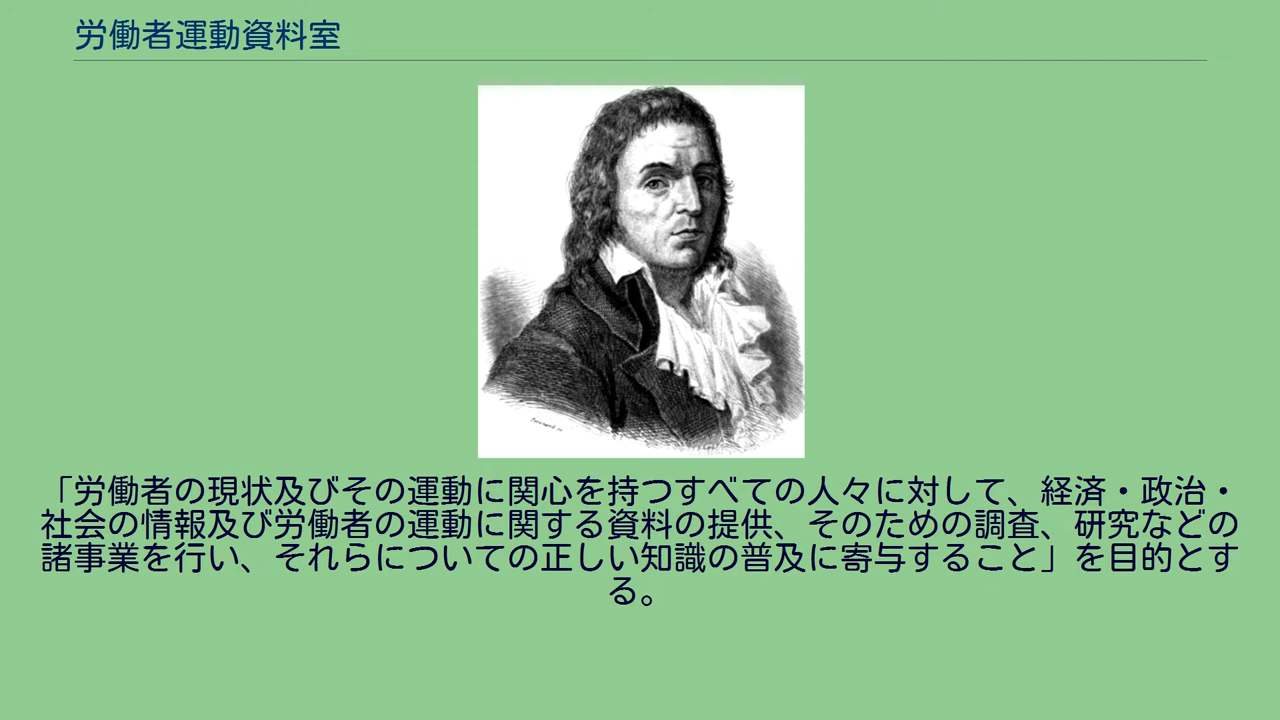 労働者運動資料室
「労働者の現状及びその運動に関心を持つすべての人々に対して、経済・政治・
社会の情報及び労働者の運動に関する資料の提供、そのための調査、研究などの
諸事業を行い、それらについての正しい知識の普及に寄与すること」を目的とす
る。